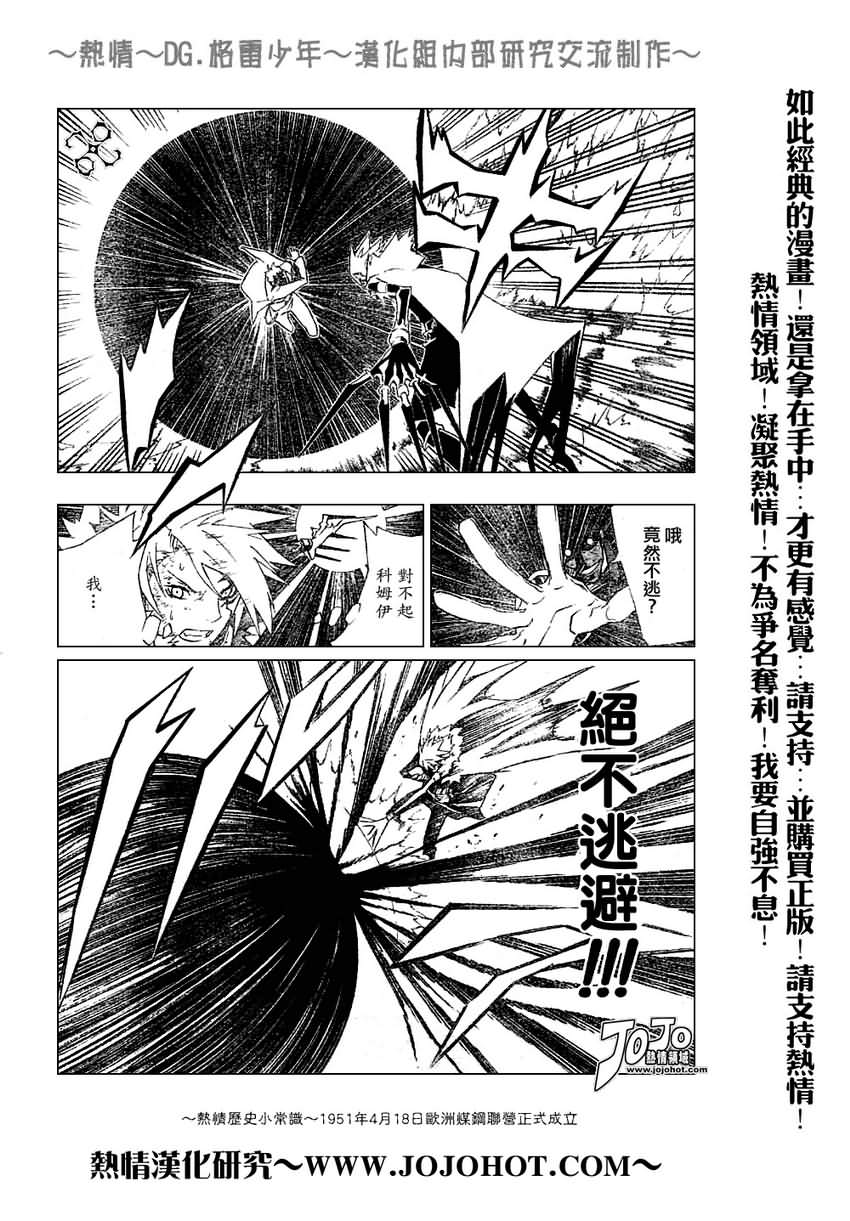 ～熱情～DG.格雷少年～漢化組内部研究交流制作～
如此經典的漫畫！還是拿在手中…才更有感覺…請支持…並購買正版！請支持熱情！
熱情領域！凝聚熱情！不為爭名奪利！我要自強不息！
哦
竟然不逃？
對不起
科姆伊
我…
絕不逃避!!!
JOJO
熱情領域
www.jojohot.com
～熱情歷史小常識～1951年4月18日歐洲媒鋼聯營正式成立
熱情漢化研究～WWW.JOJOHOT.COM～